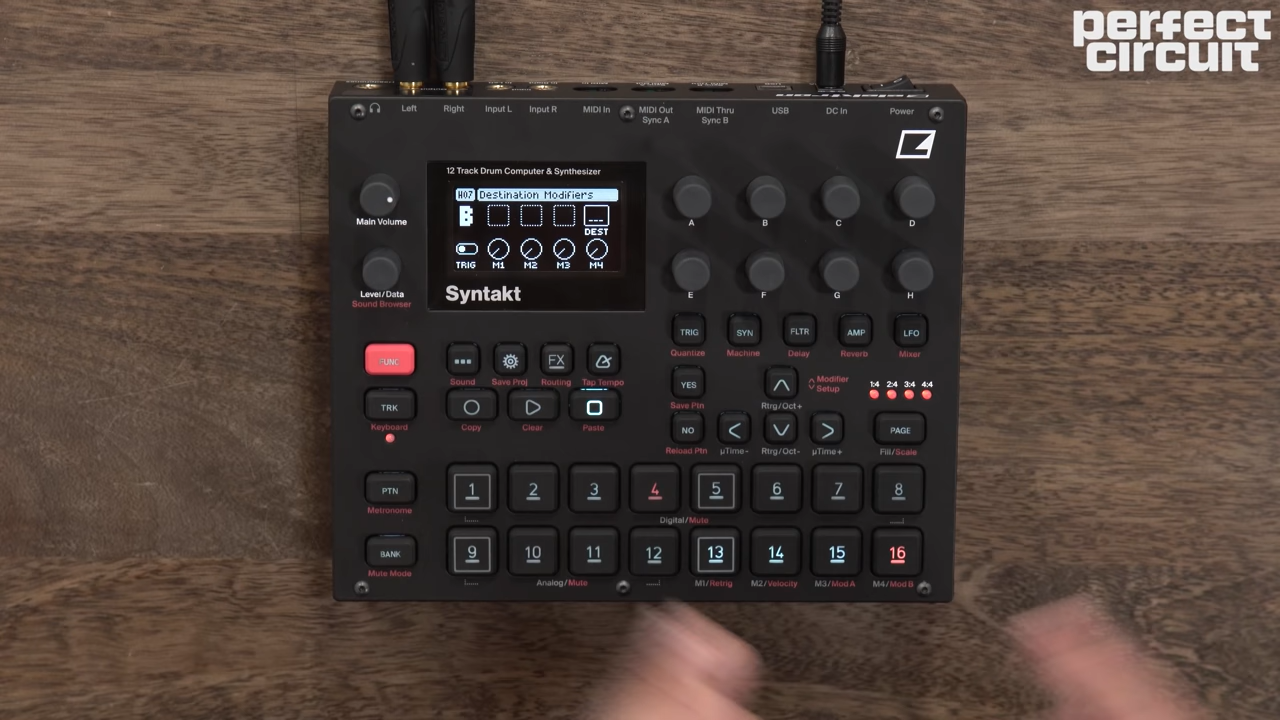 perfect
circuit
Left
Right
Input L
Input R
MIDI In
MIDI Out
Sync A
MIDI Thru
Sync B
USB
DC In
Power
12 Track Drum Computer & Synthesizer
H07 Destination Modifiers
DEST
TRIG M1 M2 M3 M4
Syntakt
Main Volume
Level/Data
Sound Browser
A B C D
E F G H
TRIG SYN FLTR AMP LFO
Quantize Machine Delay Reverb Mixer
FUNC
FX
Sound Save Proj Routing Tap Tempo
YES
Save Ptn
Rtrg/Oct+
Modifier
Setup
1:4 2:4 3:4 4:4
TRK
Keyboard
Copy Clear Paste
NO
Reload Ptn
µTime-
Rtrg/Oct-
µTime+
PAGE
Fill/Scale
PTN
Metronome
1 2 3 4 5 6 7 8
Digital/Mute
BANK
Mute Mode
9 10 11 12 13 14 15 16
Analog/Mute
M1/Retrig M2/Velocity M3/Mod A M4/Mod B